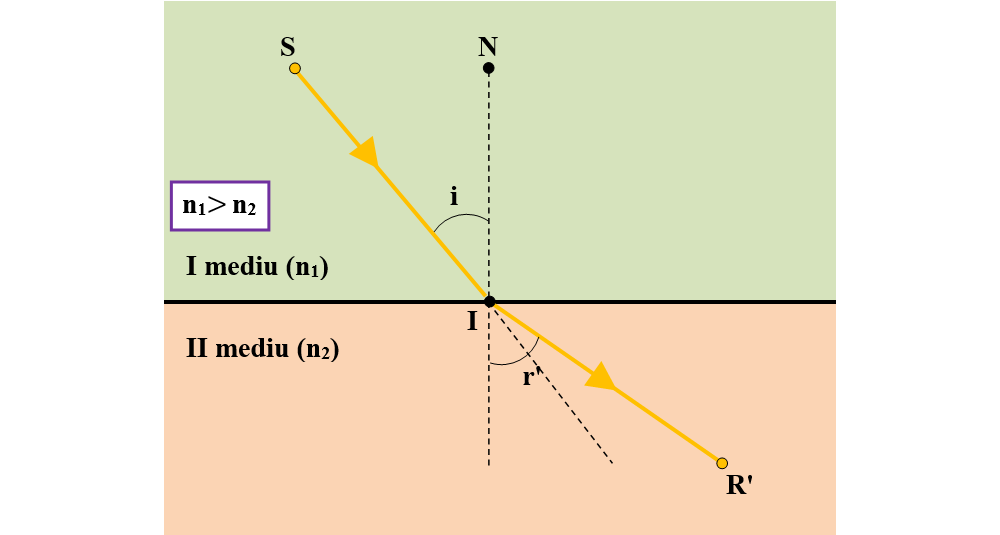 S
N
i
n₁> n₂
I mediu (n₁)
I
II mediu (n₂)
r'
R'